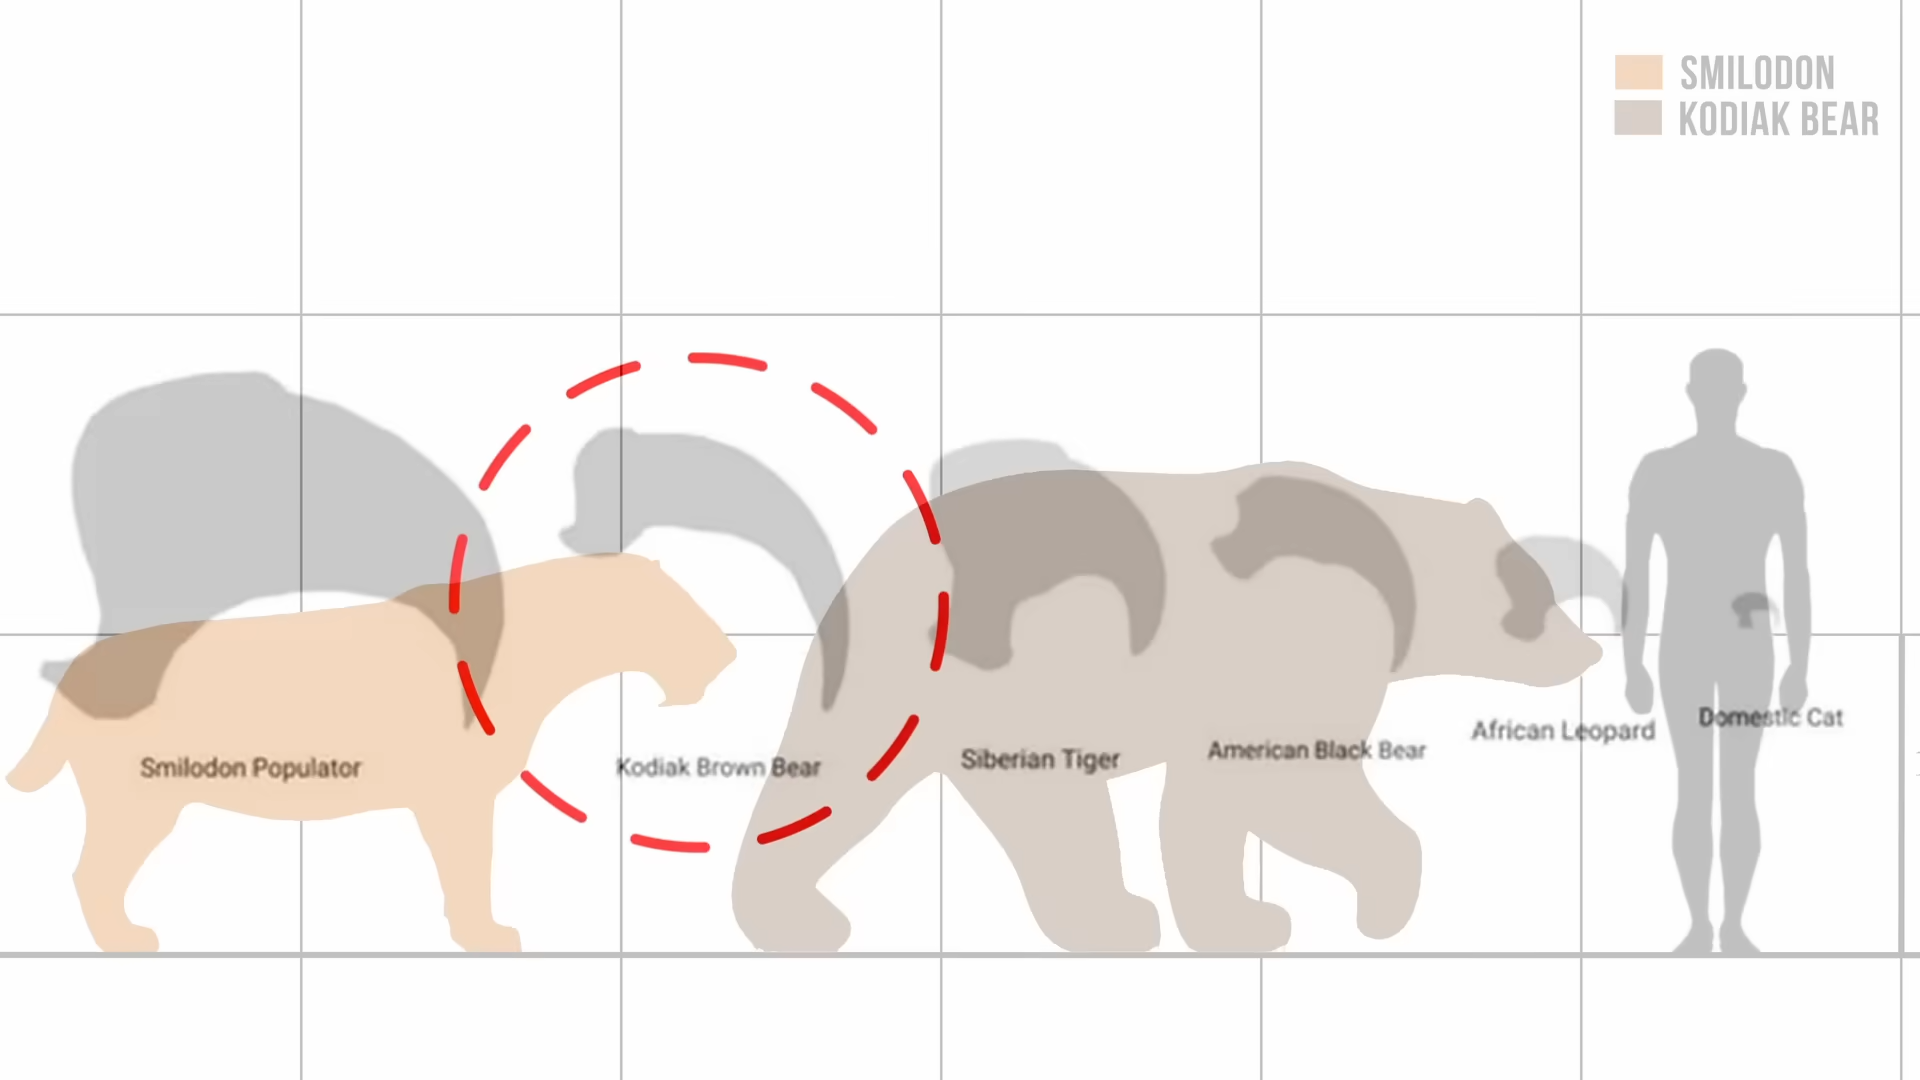 SMILODON
KODIAK BEAR
Smilodon Populator
Kodiak Brown Bear
Siberian Tiger
American Black Bear
African Leopard
Domestic Cat